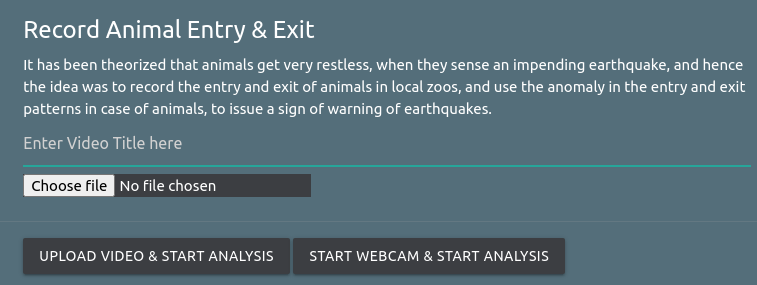 Record Animal Entry & Exit
It has been theorized that animals get very restless, when they sense an impending earthquake, and hence
the idea was to record the entry and exit of animals in local zoos, and use the anomaly in the entry and exit
patterns in case of animals, to issue a sign of warning of earthquakes.
Enter Video Title here
Choose file No file chosen
UPLOAD VIDEO & START ANALYSIS START WEBCAM & START ANALYSIS